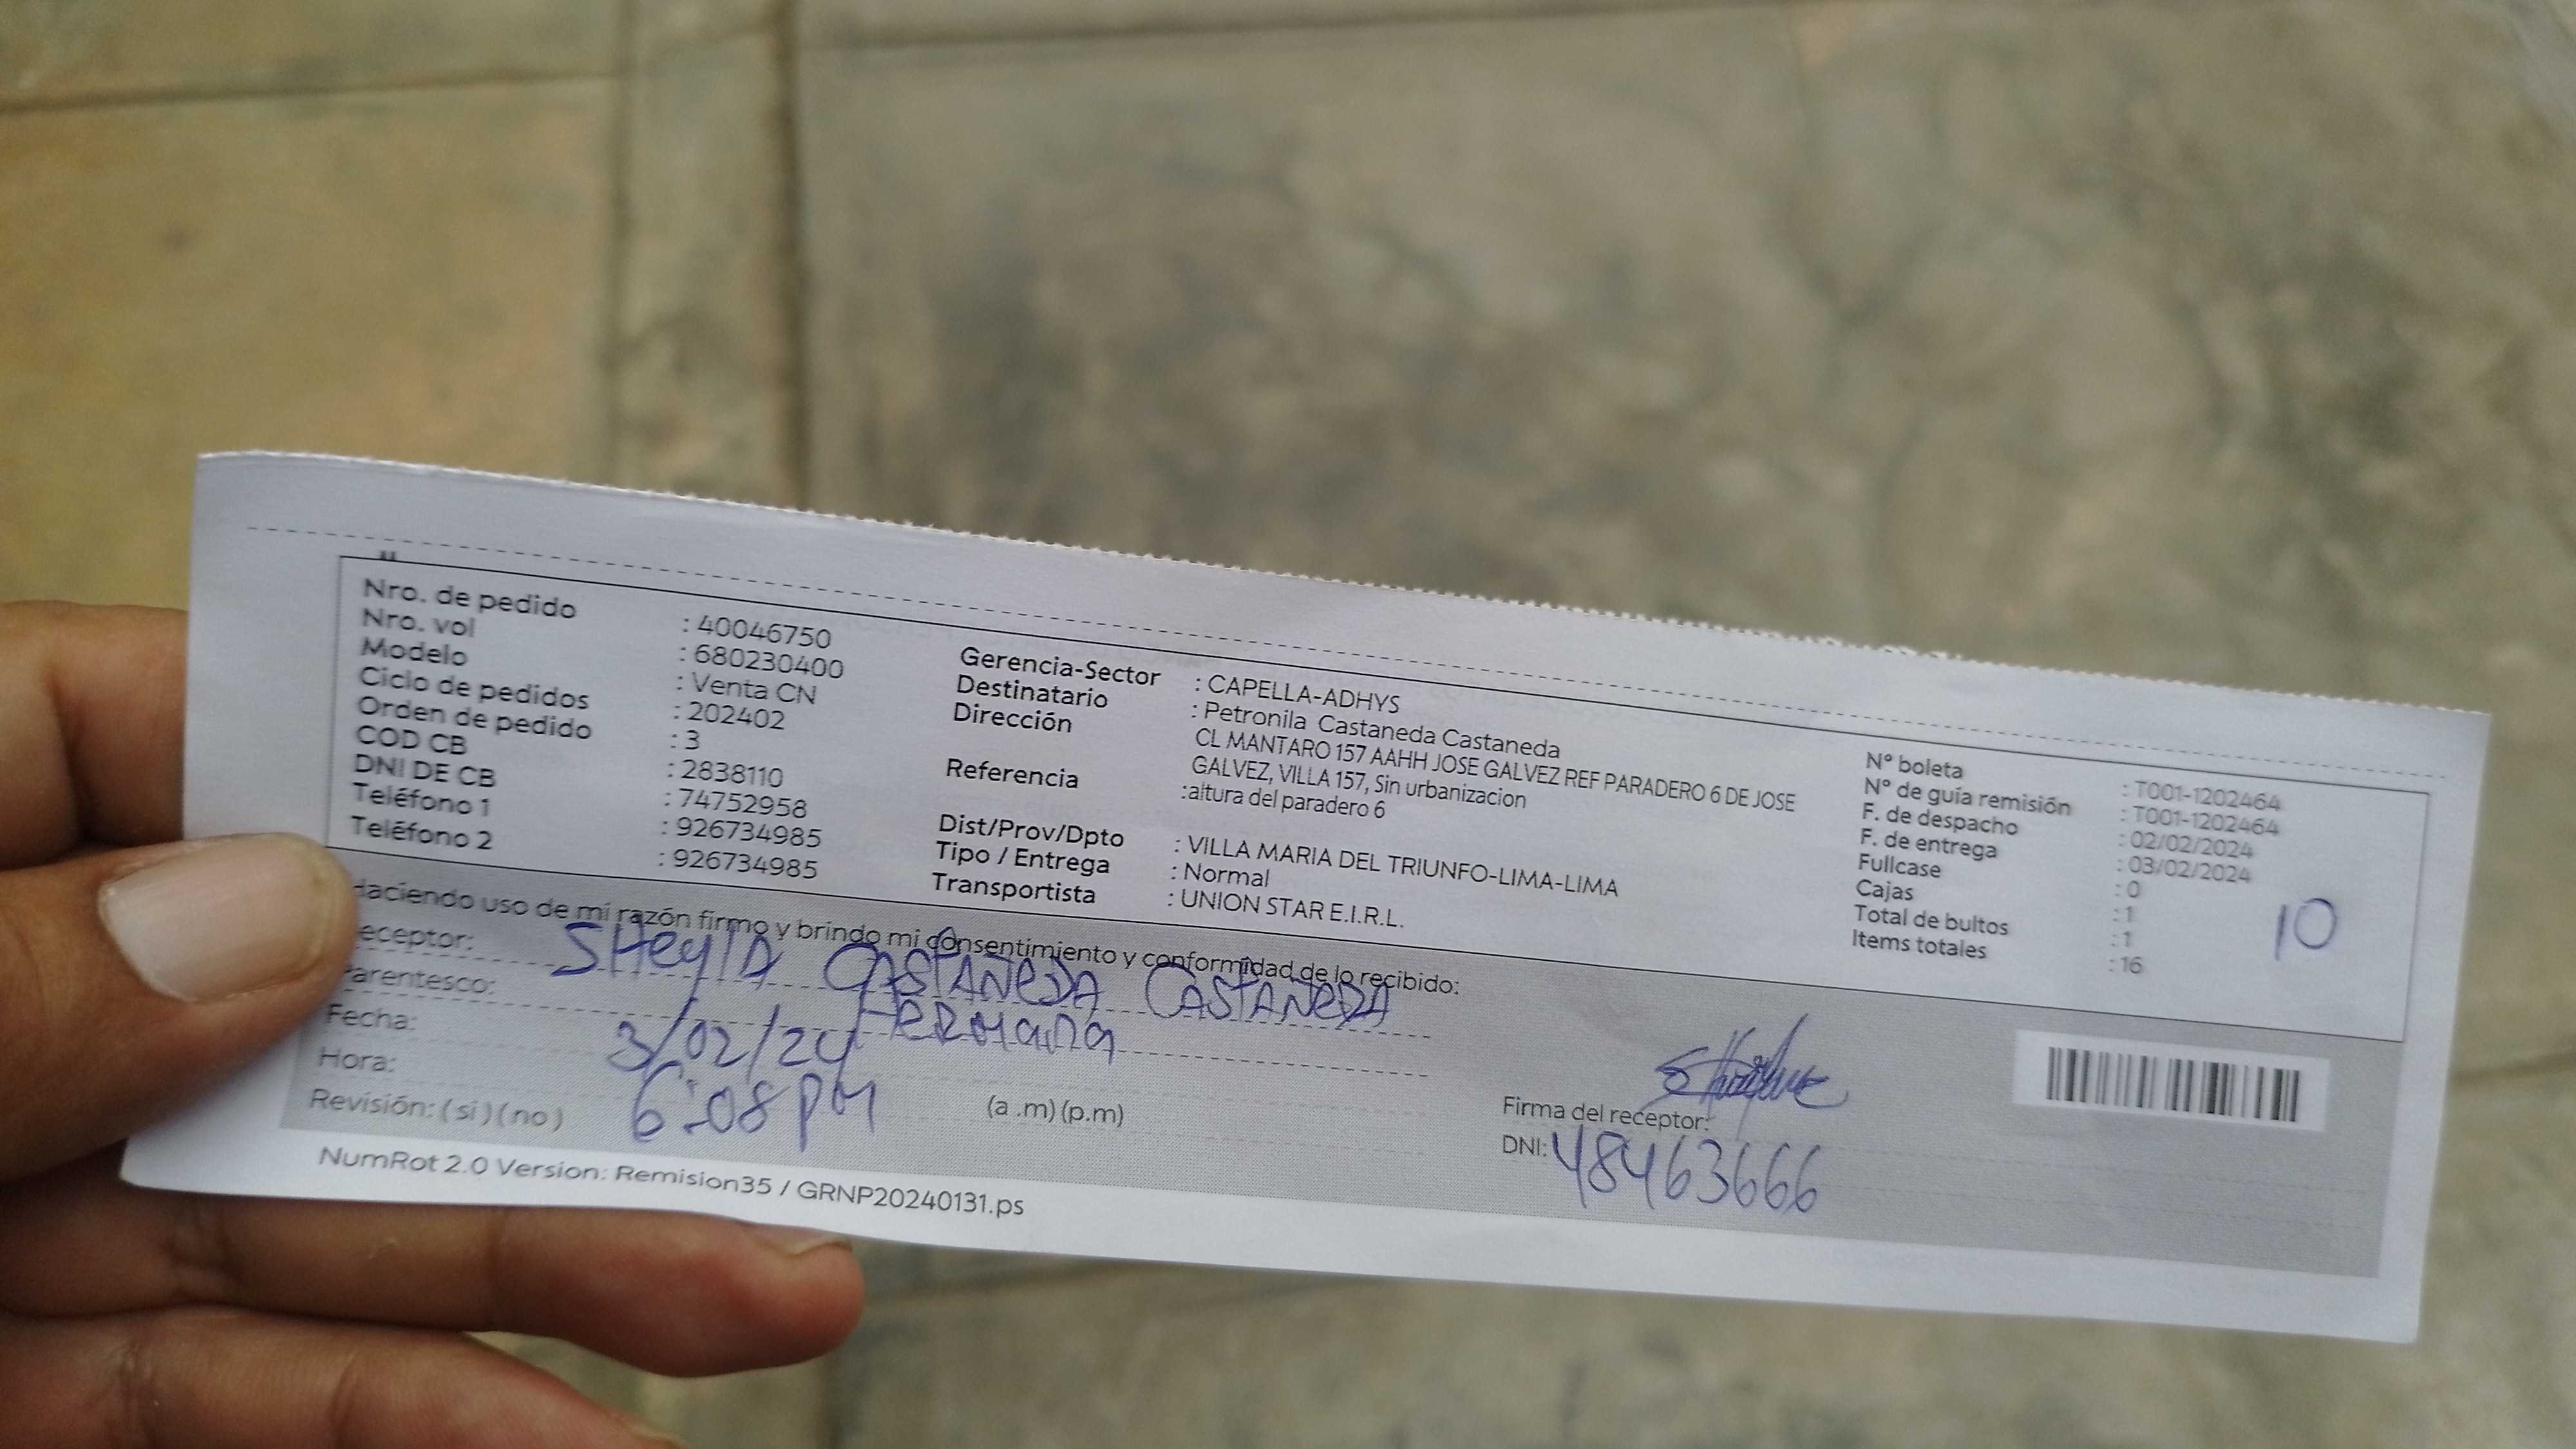 Nro. de pedido : 40046750
Nro. vol : 680230400
Modelo : Venta CN
Ciclo de pedidos : 202402
Orden de pedido : 3
COD CB : 2838110
DNI DE CB : 74752958
Teléfono 1 : 926734985
Teléfono 2 : 926734985
Gerencia-Sector : CAPELLA-ADHYS
Destinatario : Petronila Castaneda Castaneda
Dirección CL MANTARO 157 AAHH JOSE GALVEZ REF PARADERO 6 DE JOSE
GALVEZ, VILLA 157, Sin urbanizacion
Referencia :altura del paradero 6
Dist/Prov/Dpto : VILLA MARIA DEL TRIUNFO-LIMA-LIMA
Tipo / Entrega : Normal
Transportista : UNION STAR E.I.R.L.
N° boleta : T001-1202464
N° de guía remisión : T001-1202464
F. de despacho : 02/02/2024
F. de entrega : 03/02/2024
Fullcase : 0
Cajas : 1
Total de bultos : 1
Items totales : 16
10
Haciendo uso de mi razón firmo y brindo mi consentimiento y conformidad de lo recibido:
eceptor: SHeylA CASTAÑeDA CASTAÑeDA
Parentesco: HeRMaNa
Fecha: 3/02/24
Hora: 6:08 PM (a .m) (p.m)
Revisión: ( si ) ( no )
Firma del receptor:
DNI: 48463666
NumRot 2.0 Version: Remision35 / GRNP20240131.ps